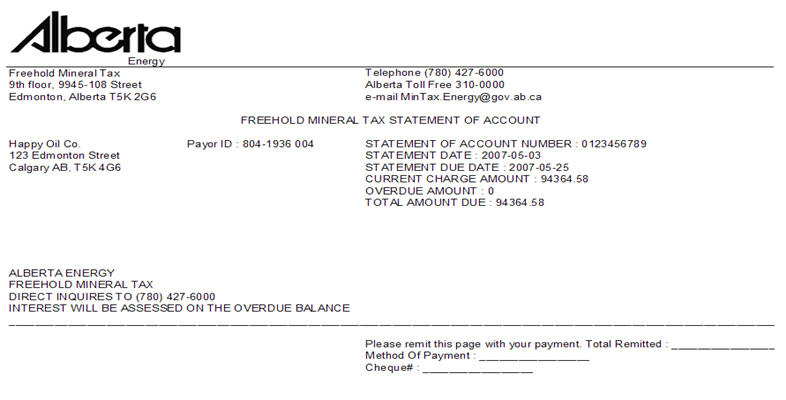 Alberta
Energy
Freehold Mineral Tax
9th floor, 9945-108 Street
Edmonton, Alberta T5K 2G6
Telephone (780) 427-6000
Alberta Toll Free 310-0000
e-mail MinTax.Energy@gov.ab.ca
FREEHOLD MINERAL TAX STATEMENT OF ACCOUNT
Happy Oil Co.
123 Edmonton Street
Calgary AB, T5K 4G6
Payor ID : 804-1936 004
STATEMENT OF ACCOUNT NUMBER : 0123456789
STATEMENT DATE : 2007-05-03
STATEMENT DUE DATE : 2007-05-25
CURRENT CHARGE AMOUNT : 94364.58
OVERDUE AMOUNT : 0
TOTAL AMOUNT DUE : 94364.58
ALBERTA ENERGY
FREEHOLD MINERAL TAX
DIRECT INQUIRES TO (780) 427-6000
INTEREST WILL BE ASSESSED ON THE OVERDUE BALANCE
Please remit this page with your payment. Total Remitted : ________________
Method Of Payment : _________________
Cheque# : _________________